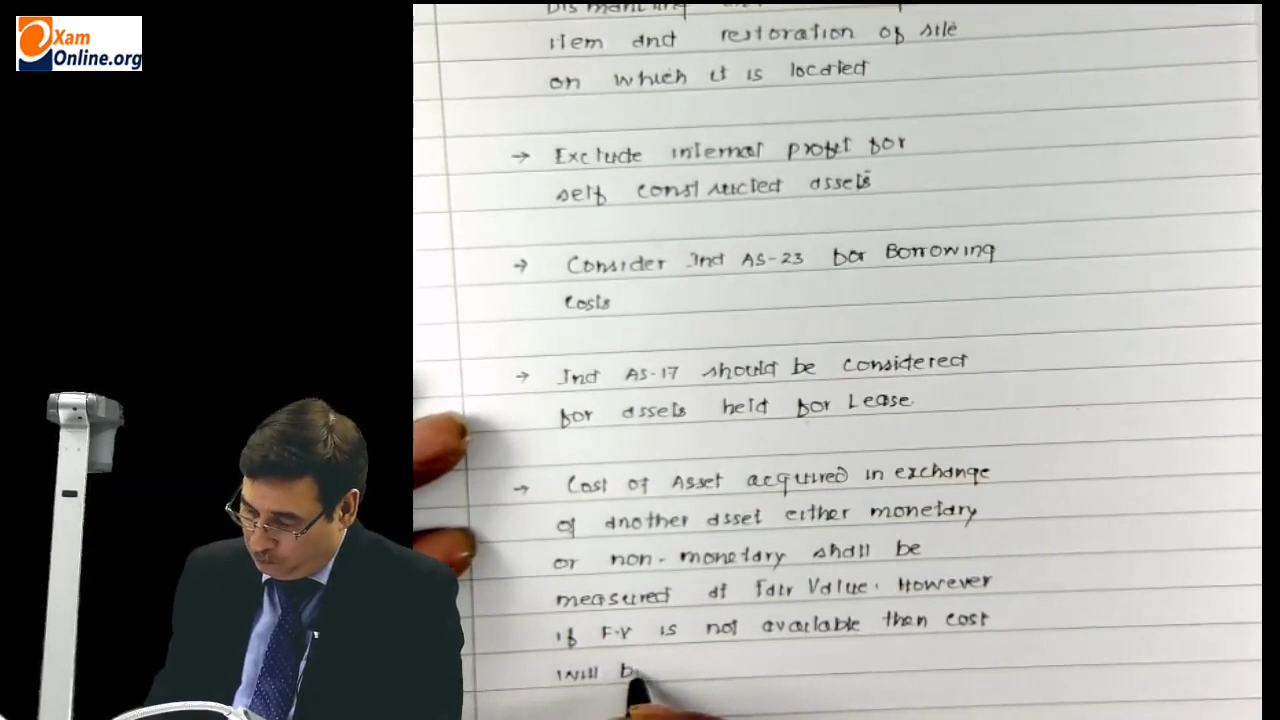 Xam
Online.org
item and restoration of site
on which it is located
→ Exclude internal profit for
self constructed assets
→ Consider Ind AS-23 for Borrowing
costs
→ Ind AS-17 should be considered
for assets held for Lease.
→ Cost of Asset acquired in exchange
of another asset either monetary
or non-monetary shall be
measured at Fair Value. However
if F.V is not available then cost
will b